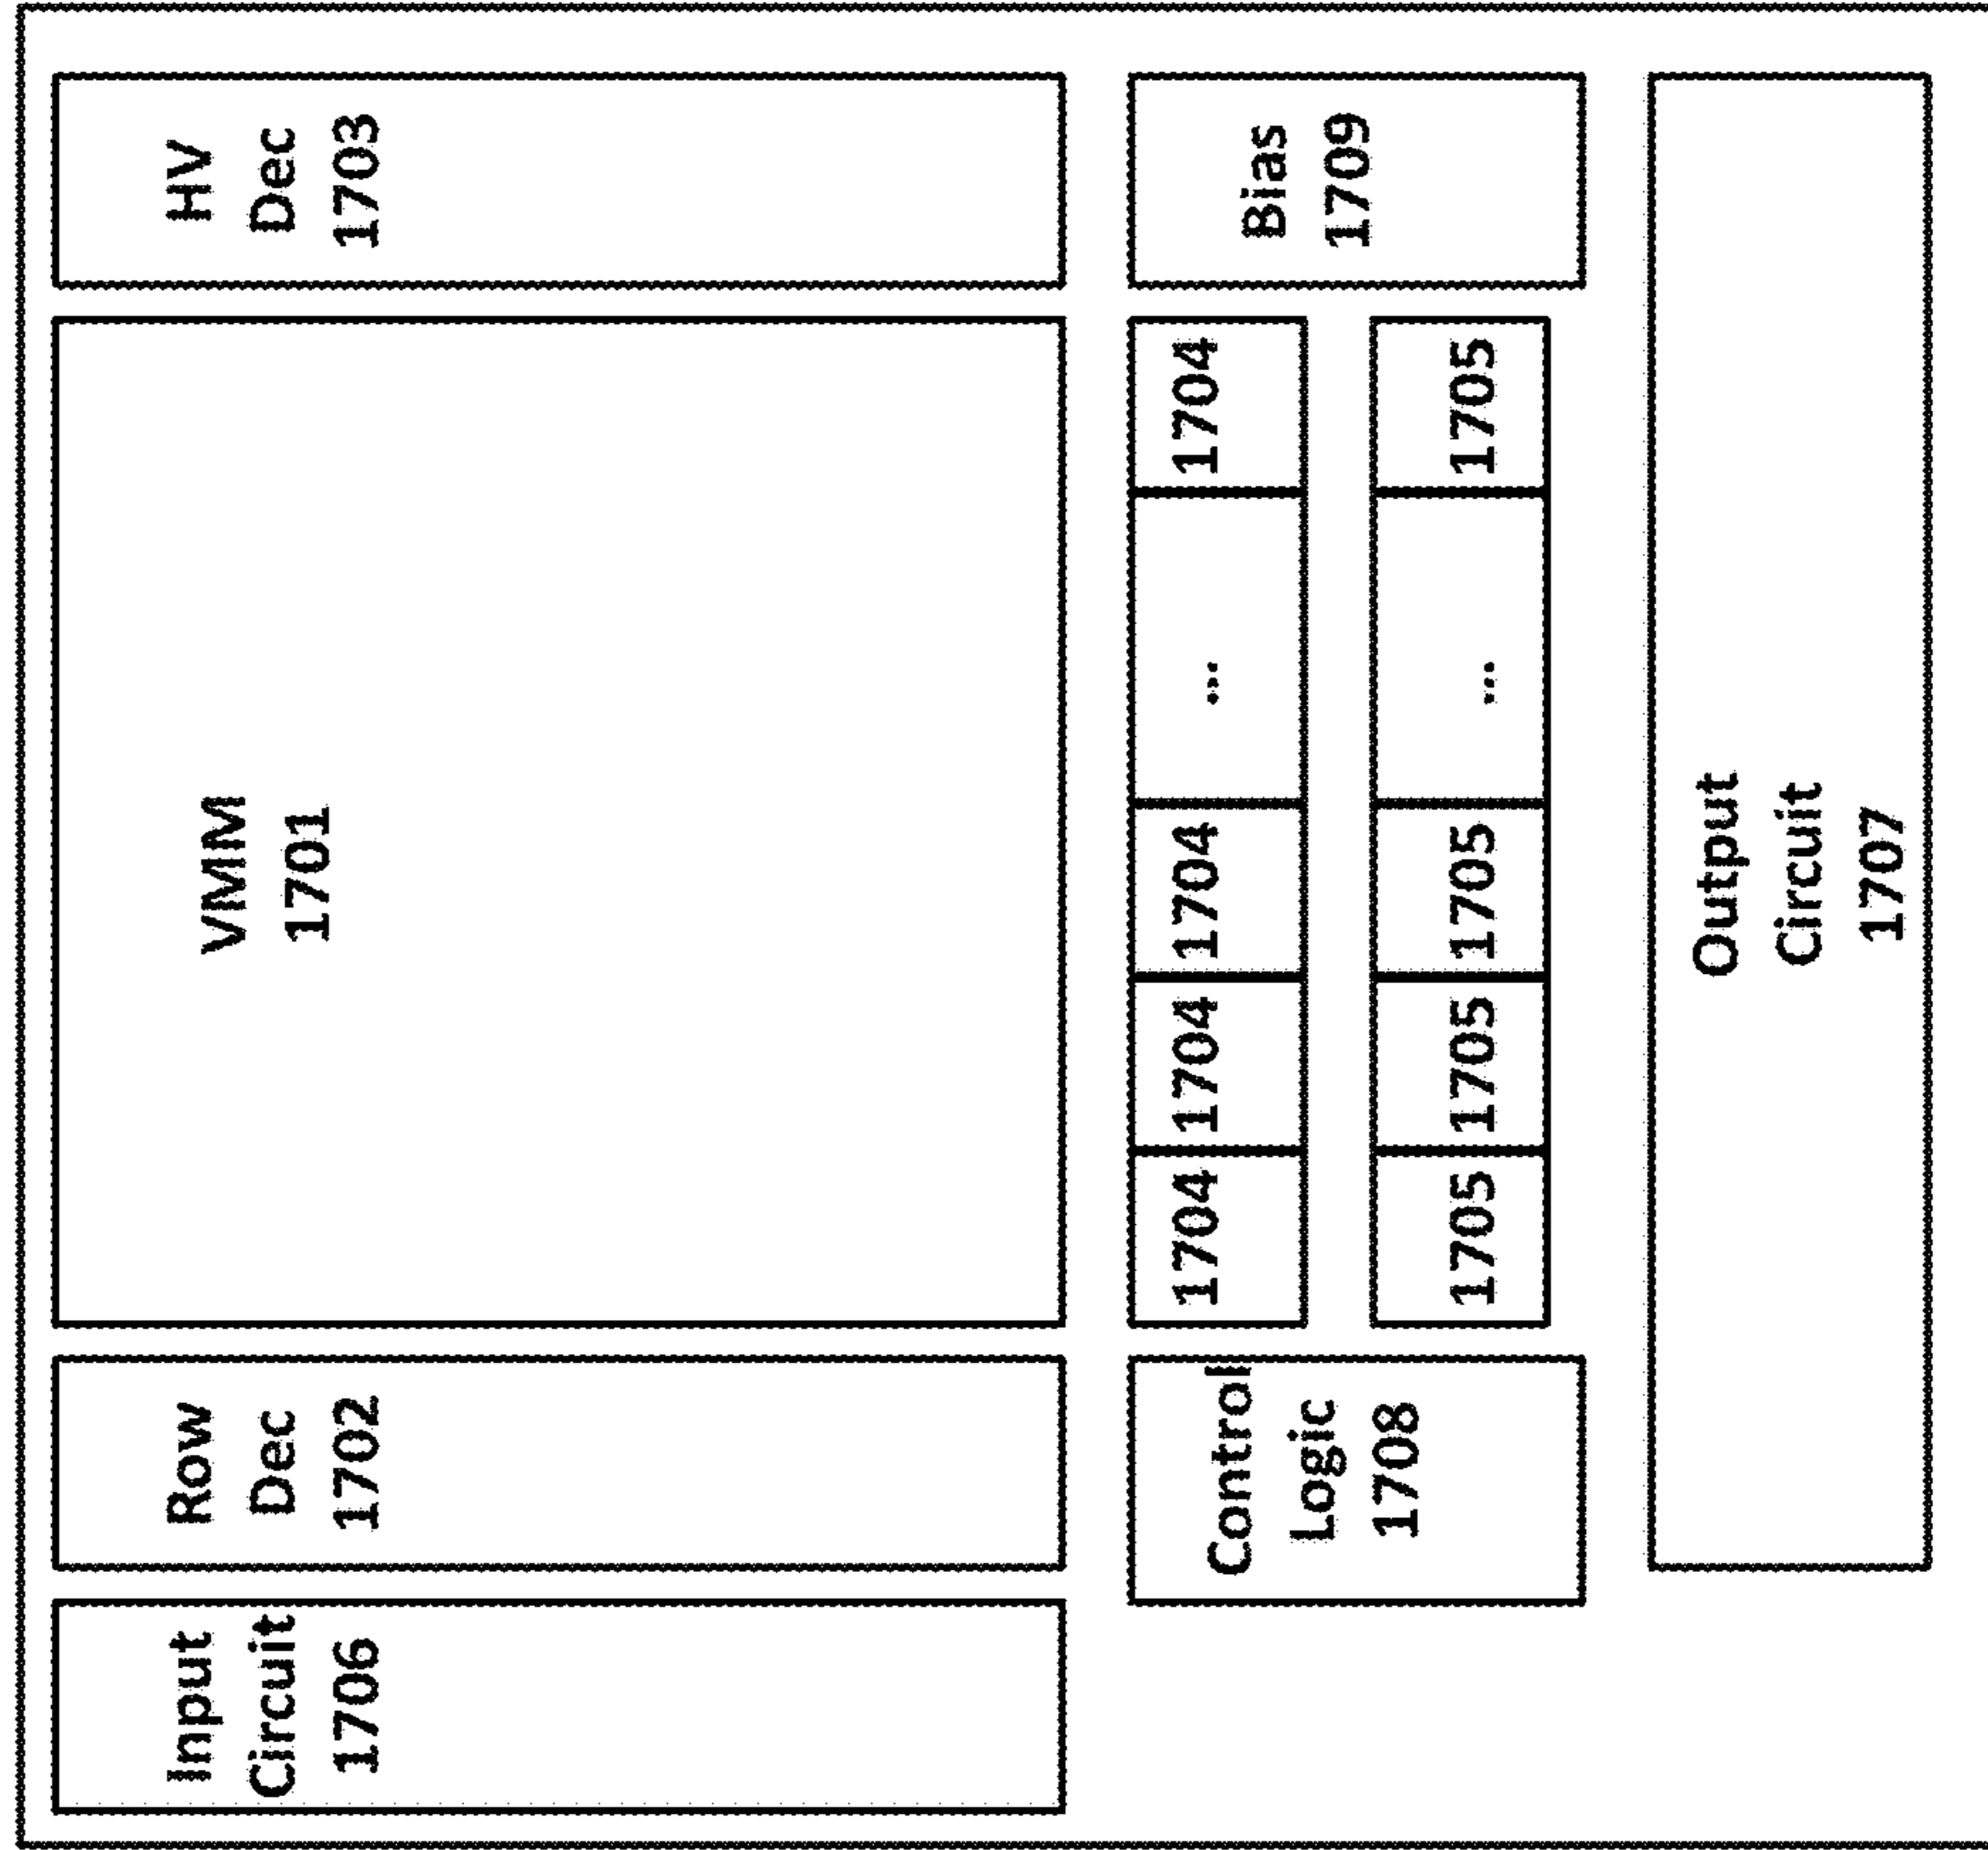 Input
Circuit
1706
Row
Dec
1702
VMM
1701
HV
Dec
1703
Control
Logic
1708
1704 1704 1704 ... 1704
1705 1705 1705 ... 1705
Bias
1709
Output
Circuit
1707